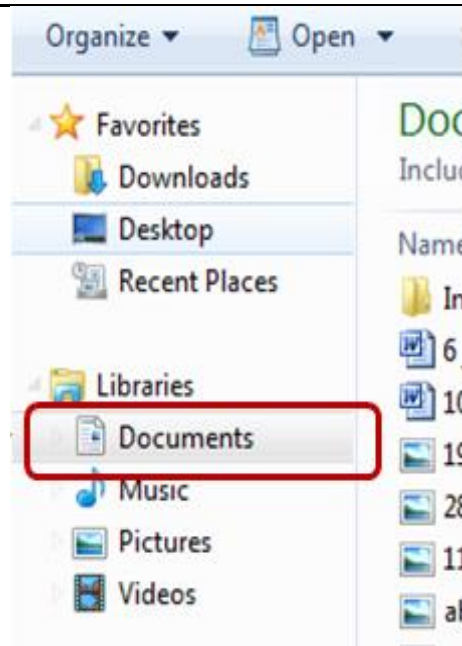 Organize Open
Favorites
Downloads
Desktop
Recent Places
Libraries
Documents
Music
Pictures
Videos
Doc
Includ
Name
In
6
10
19
28
11
al